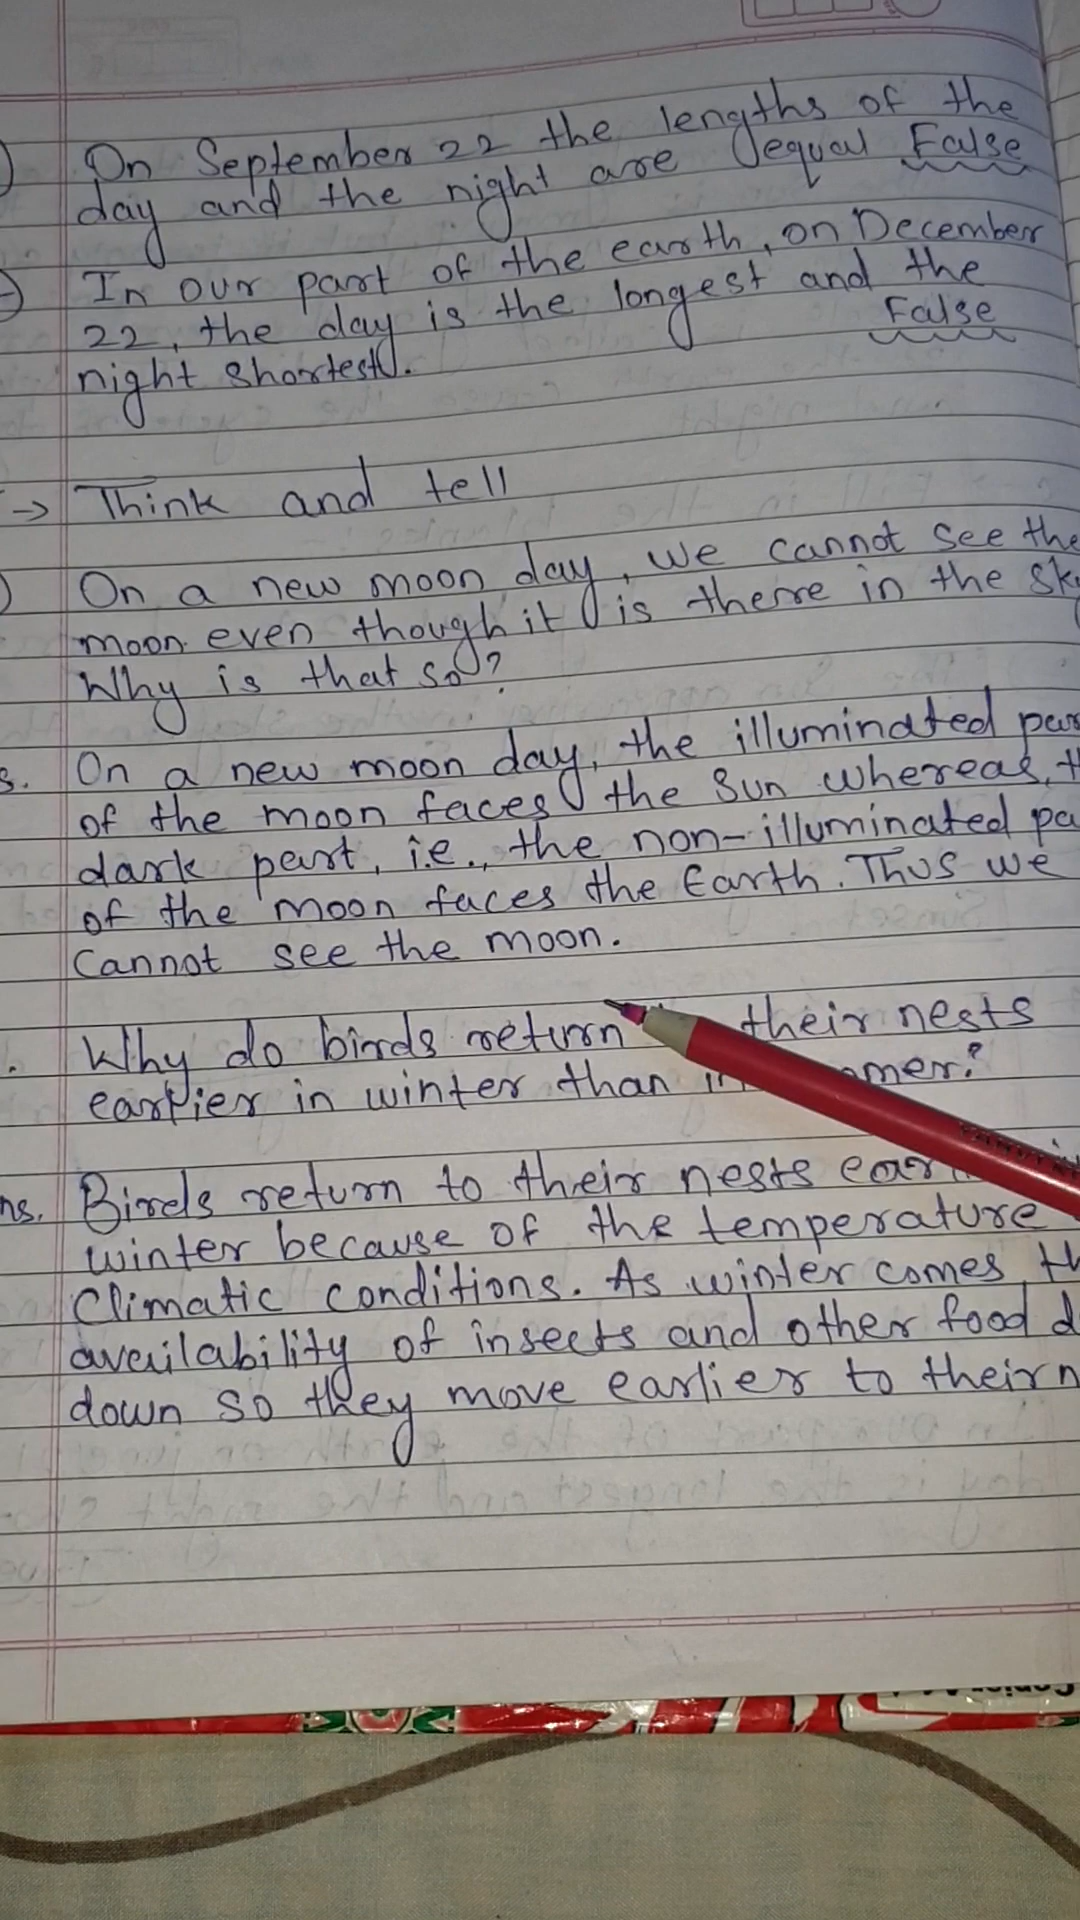 On September 22 the lengths of the
day and the night are equal False
In our part of the earth, on December
22, the day is the longest and the
night shortest. False
→ Think and tell
On a new moon day, we cannot see the
moon even though it is there in the
Why is that so?
On a new moon day, the illuminated
of the moon faces the Sun whereas,
dark part, i.e., the non-illuminated
of the moon faces the Earth. Thus we
cannot see the moon.
Why do birds return their nests
earlier in winter than
Birds return to their nests
winter because of the temperature
Climatic conditions. As winter comes,
availability of insects and other food
down so they move earlier to their